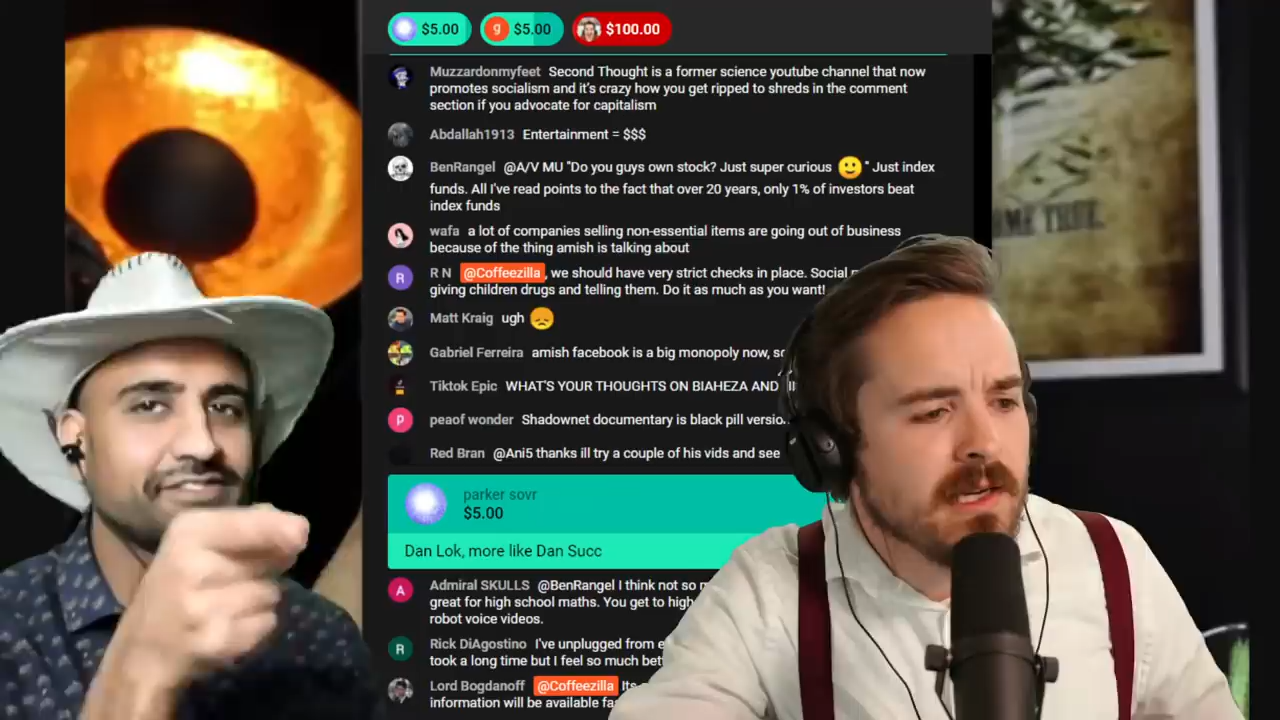 $5.00 $5.00 $100.00
OME TRUE.
Muzzardonmyfeet Second Thought is a former science youtube channel that now
promotes socialism and it's crazy how you get ripped to shreds in the comment
section if you advocate for capitalism
Abdallah1913 Entertainment = $$$
BenRangel @A/V MU "Do you guys own stock? Just super curious 🙂" Just index
funds. All I've read points to the fact that over 20 years, only 1% of investors beat
index funds
wafa a lot of companies selling non-essential items are going out of business
because of the thing amish is talking about
R R N @Coffeezilla, we should have very strict checks in place. Social
giving children drugs and telling them. Do it as much as you want!
Matt Kraig ugh 😞
Gabriel Ferreira amish facebook is a big monopoly now,
Tiktok Epic WHAT'S YOUR THOUGHTS ON BIAHEZA AND
P peaof wonder Shadownet documentary is black pill
Red Bran @Ani5 thanks ill try a couple of his vids and see
parker sovr
$5.00
Dan Lok, more like Dan Succ
A Admiral SKULLS @BenRangel I think not so
great for high school maths. You get to
robot voice videos.
R Rick DiAgostino I've unplugged from
took a long time but I feel so much
Lord Bogdanoff @Coffeezilla
information will be available